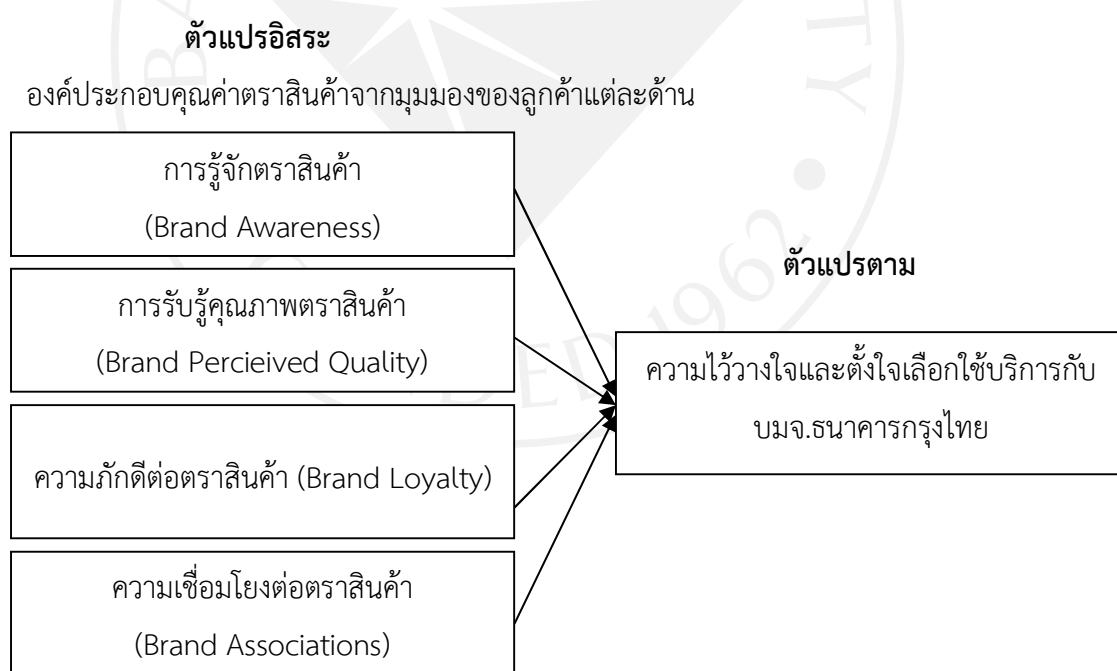 ตัวแปรอิสระ
องค์ประกอบคุณค่าตราสินค้าจากมุมมองของลูกค้าแต่ละด้าน
การรู้จักตราสินค้า
(Brand Awareness)
การรับรู้คุณภาพตราสินค้า
(Brand Percieived Quality)
ความภักดีต่อตราสินค้า (Brand Loyalty)
ความเชื่อมโยงต่อตราสินค้า
(Brand Associations)
ตัวแปรตาม
ความไว้วางใจและตั้งใจเลือกใช้บริการกับ
บมจ.ธนาคารกรุงไทย
1962